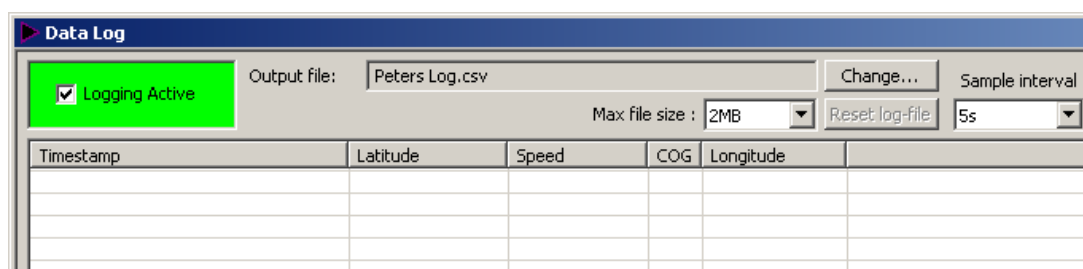 Data Log
Logging Active
Output file:
Peters Log.csv
Change...
Sample interval
Max file size :
2MB
Reset log-file
5s
Timestamp Latitude Speed COG Longitude